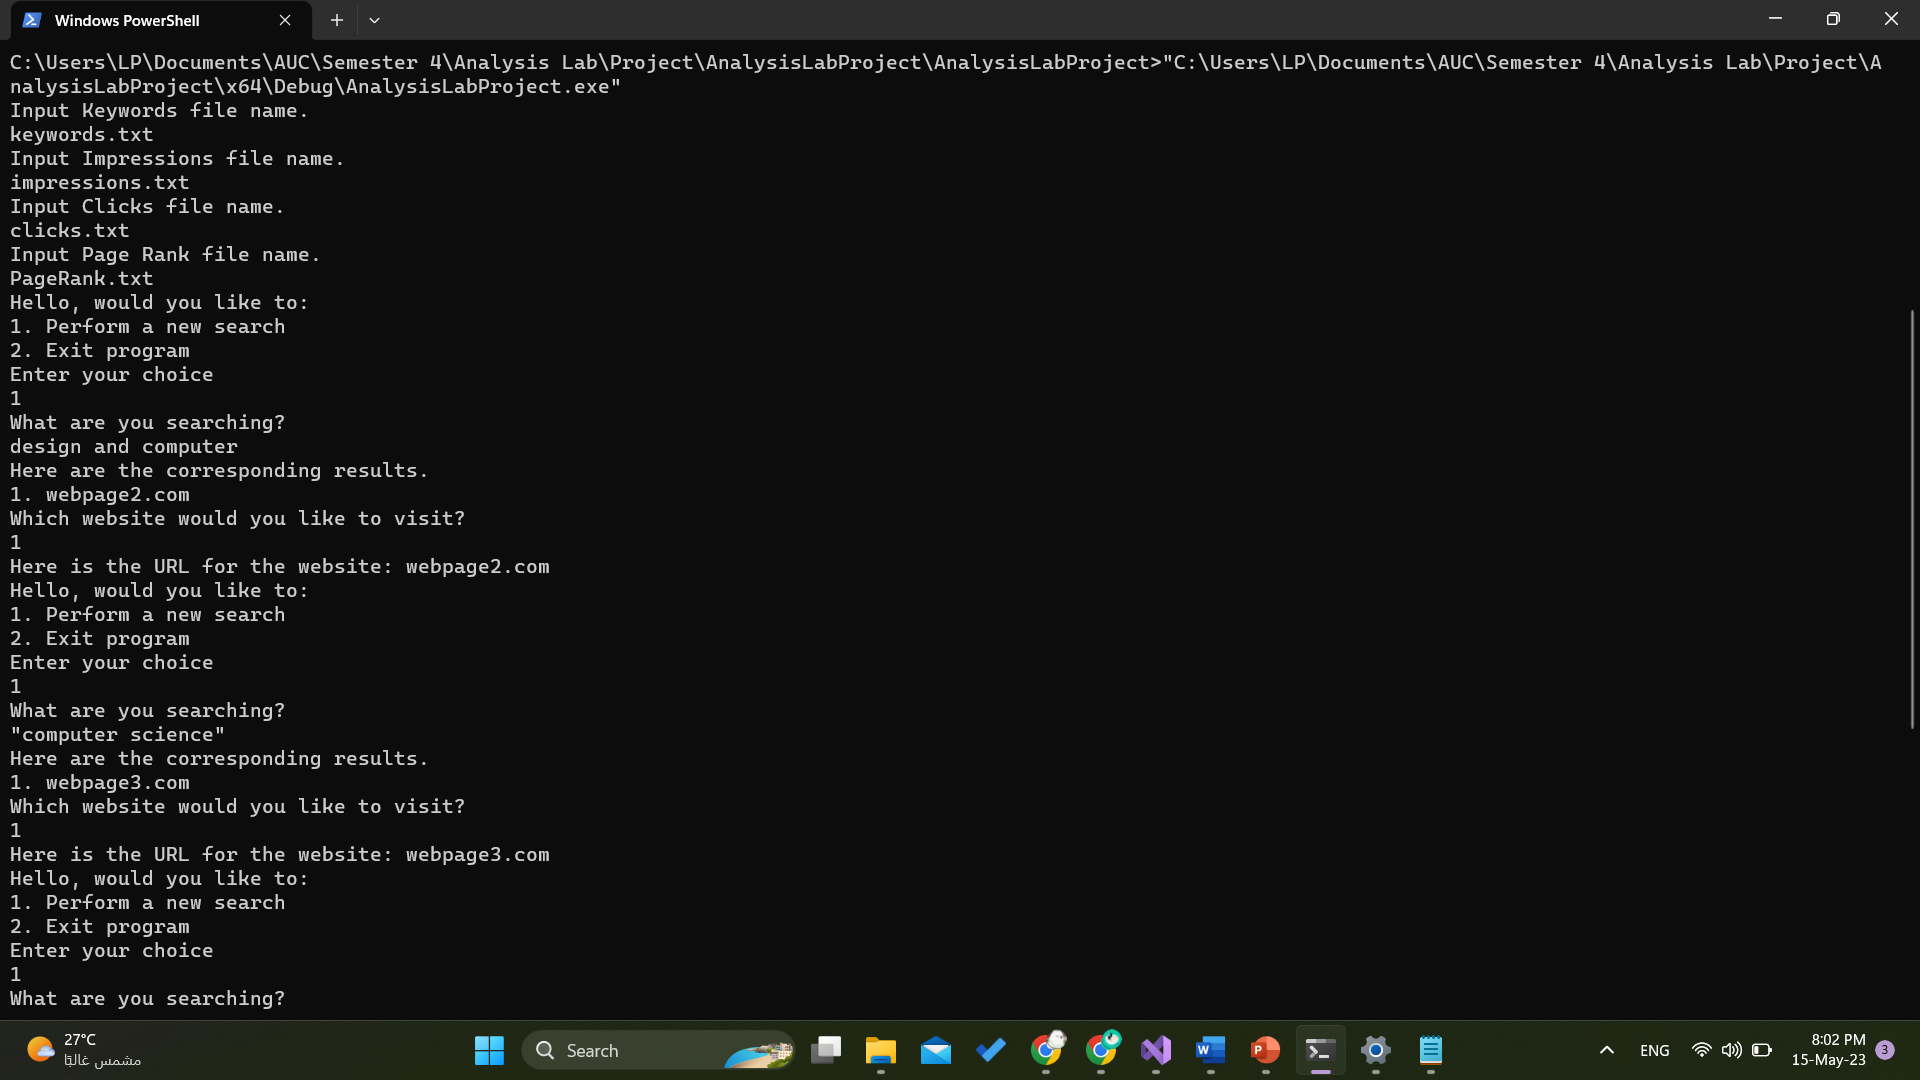 Windows PowerShell
C:\Users\LP\Documents\AUC\Semester 4\Analysis Lab\Project\AnalysisLabProject\AnalysisLabProject>"C:\Users\LP\Documents\AUC\Semester 4\Analysis Lab\Project\A
nalysisLabProject\x64\Debug\AnalysisLabProject.exe"
Input Keywords file name.
keywords.txt
Input Impressions file name.
impressions.txt
Input Clicks file name.
clicks.txt
Input Page Rank file name.
PageRank.txt
Hello, would you like to:
1. Perform a new search
2. Exit program
Enter your choice
1
What are you searching?
design and computer
Here are the corresponding results.
1. webpage2.com
Which website would you like to visit?
1
Here is the URL for the website: webpage2.com
Hello, would you like to:
1. Perform a new search
2. Exit program
Enter your choice
1
What are you searching?
"computer science"
Here are the corresponding results.
1. webpage3.com
Which website would you like to visit?
1
Here is the URL for the website: webpage3.com
Hello, would you like to:
1. Perform a new search
2. Exit program
Enter your choice
1
What are you searching?
27°C
مشمس غالبًا
Search
ENG
8:02 PM
15-May-23
3